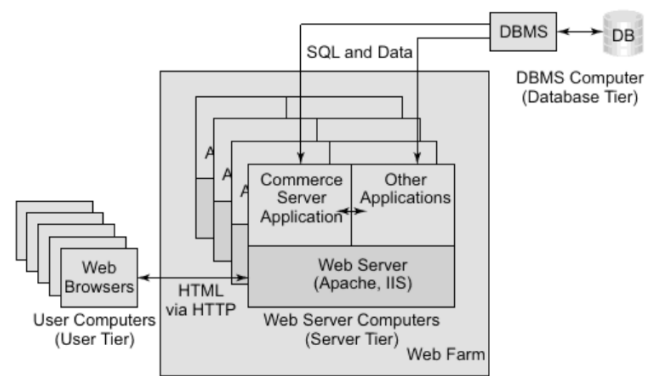 DBMS
DB
SQL and Data
DBMS Computer
(Database Tier)
A
A
A
Commerce
Server
Application
Other
Applications
Web Server
(Apache, IIS)
Web
Browsers
HTML
via HTTP
User Computers
(User Tier)
Web Server Computers
(Server Tier)
Web Farm